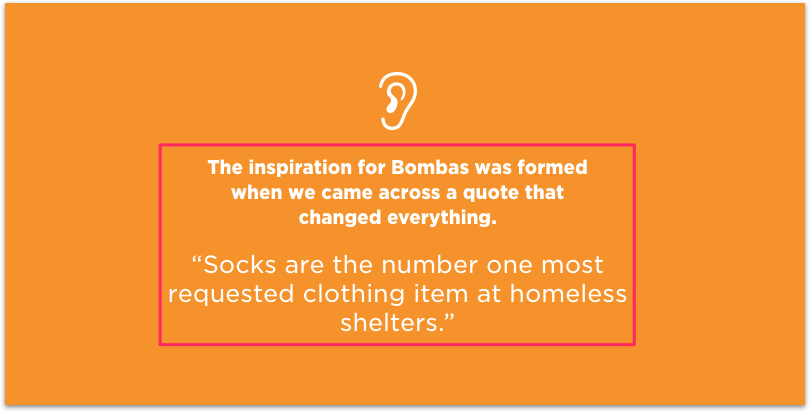 The inspiration for Bombas was formed
when we came across a quote that
changed everything.
“Socks are the number one most
requested clothing item at homeless
shelters.”